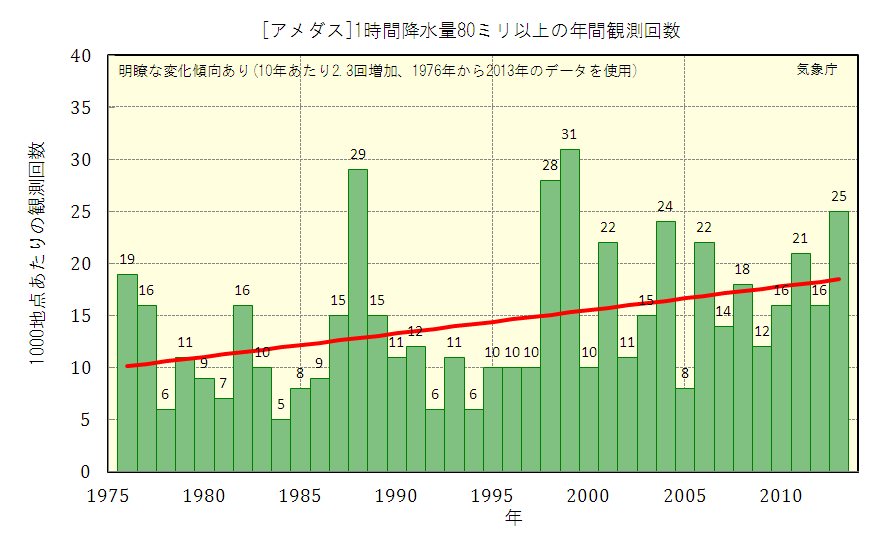 [アメダス]1時間降水量80ミリ以上の年間観測回数
明瞭な変化傾向あり(10年あたり2.3回増加、1976年から2013年のデータを使用)
気象庁
1000地点あたりの観測回数
40
35
30
25
20
15
10
5
0
19 16 6 11 9 7 16 10 5 8 9 15 29 15 11 12 6 11 6 10 10 10 28 31 10 22 11 15 24 8 22 14 18 12 16 21 16 25
1975 1980 1985 1990 1995 2000 2005 2010
年